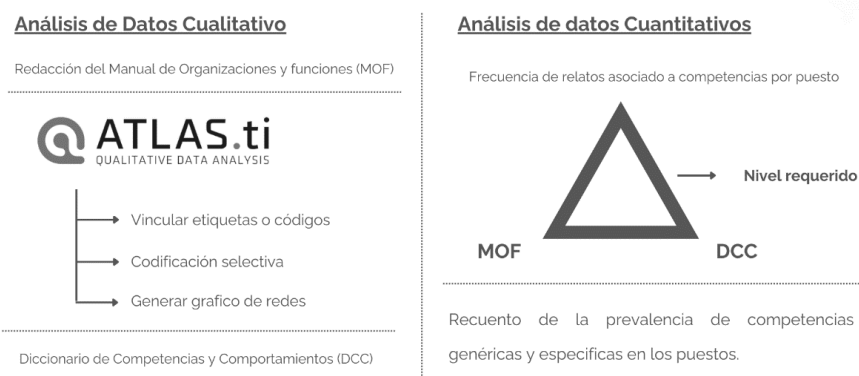 Análisis de Datos Cualitativo
Redacción del Manual de Organizaciones y funciones (MOF)
ATLAS.ti
QUALITATIVE DATA ANALYSIS
Vincular etiquetas o códigos
Codificación selectiva
Generar grafico de redes
Diccionario de Competencias y Comportamientos (DCC)
Análisis de datos Cuantitativos
Frecuencia de relatos asociado a competencias por puesto
Nivel requerido
MOF
DCC
Recuento de la prevalencia de competencias
genéricas y especificas en los puestos.